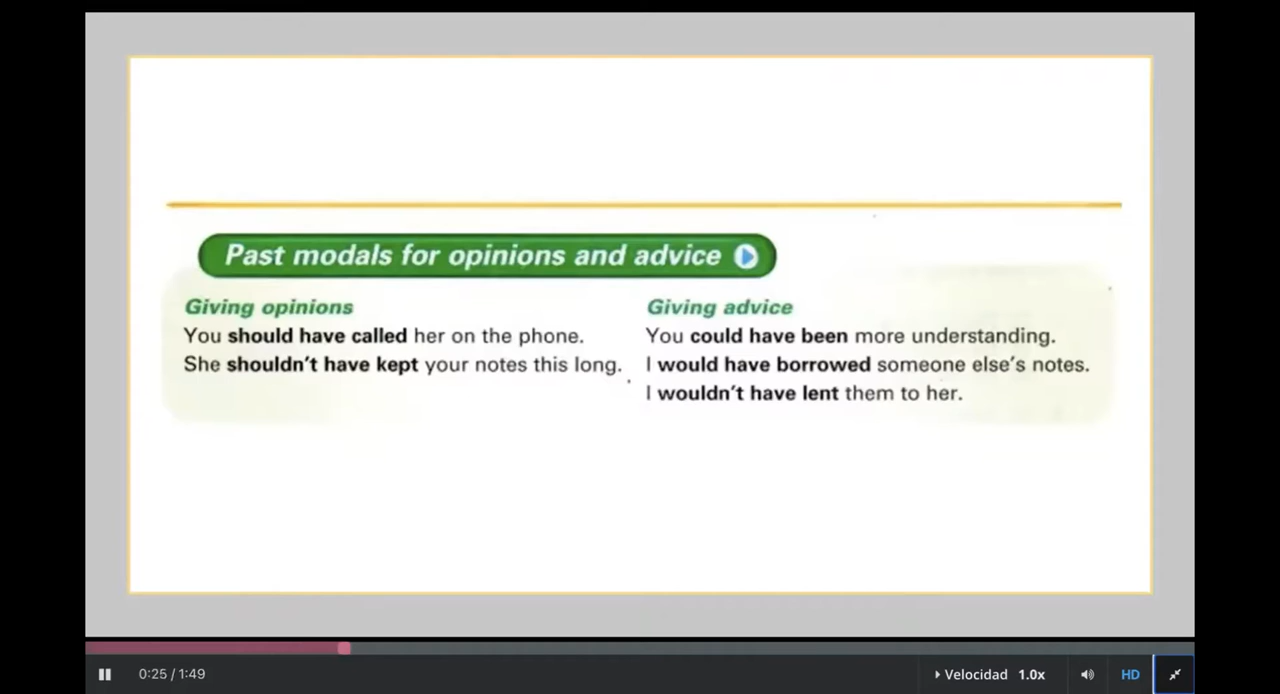 Past modals for opinions and advice
Giving opinions
You should have called her on the phone.
She shouldn't have kept your notes this long.
Giving advice
You could have been more understanding.
I would have borrowed someone else's notes.
I wouldn't have lent them to her.
0:25 / 1:49
Velocidad 1.0x
HD